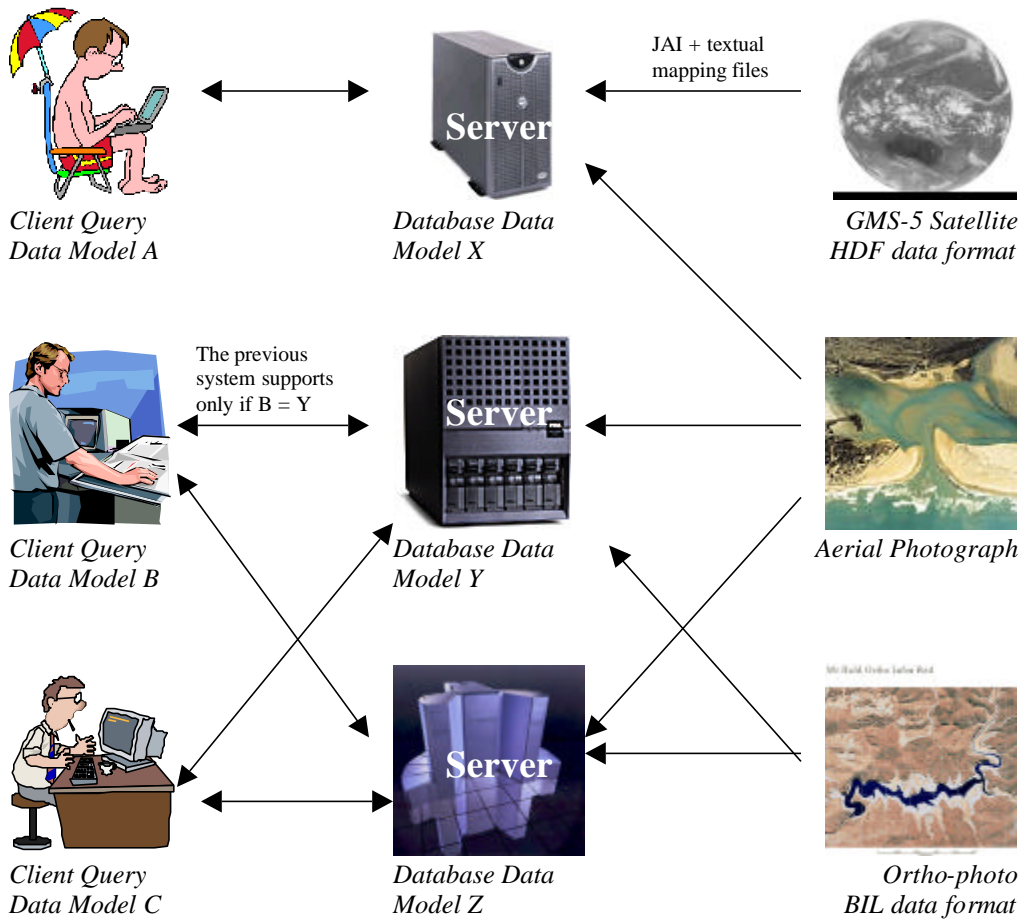 JAI + textual
mapping files
Server
Client Query
Data Model A
Database Data
Model X
GMS-5 Satellite
HDF data format
The previous
system supports
only if B = Y
Server
Client Query
Data Model B
Database Data
Model Y
Aerial Photograph
Server
Client Query
Data Model C
Database Data
Model Z
Ortho-photo
BIL data format